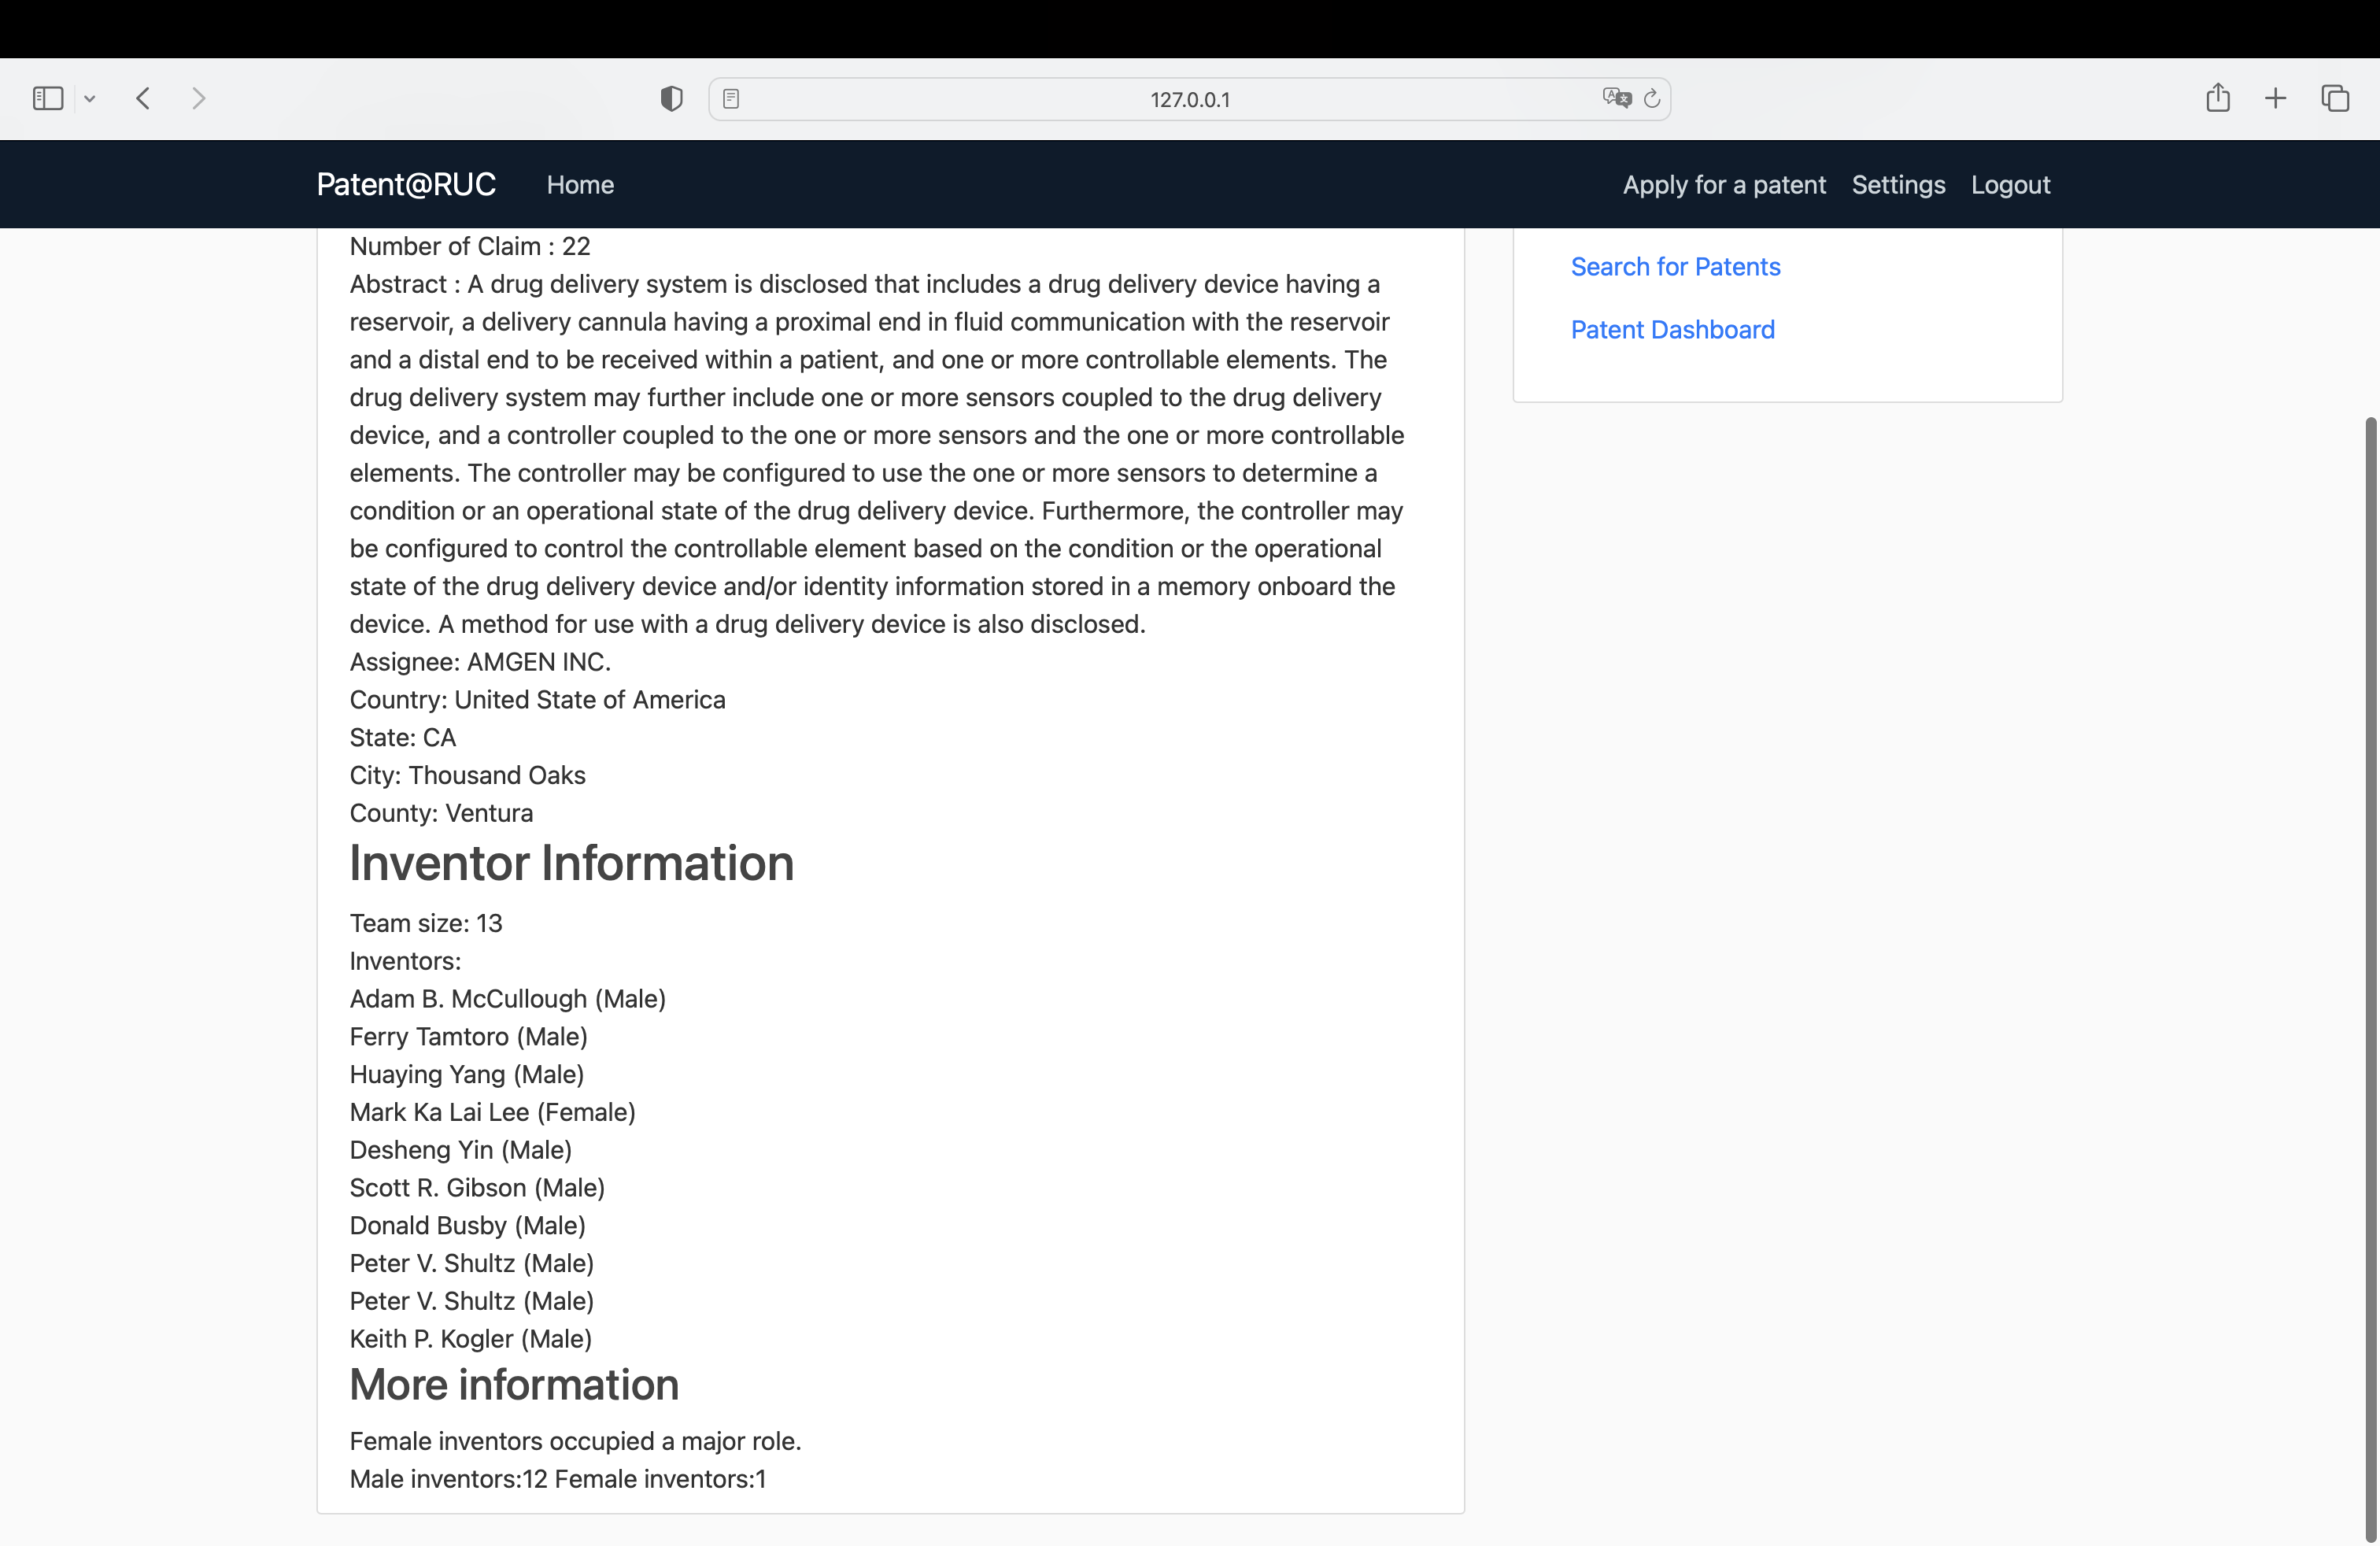 127.0.0.1
Patent@RUC Home Apply for a patent Settings Logout
Number of Claim : 22
Abstract : A drug delivery system is disclosed that includes a drug delivery device having a
reservoir, a delivery cannula having a proximal end in fluid communication with the reservoir
and a distal end to be received within a patient, and one or more controllable elements. The
drug delivery system may further include one or more sensors coupled to the drug delivery
device, and a controller coupled to the one or more sensors and the one or more controllable
elements. The controller may be configured to use the one or more sensors to determine a
condition or an operational state of the drug delivery device. Furthermore, the controller may
be configured to control the controllable element based on the condition or the operational
state of the drug delivery device and/or identity information stored in a memory onboard the
device. A method for use with a drug delivery device is also disclosed.
Assignee: AMGEN INC.
Country: United State of America
State: CA
City: Thousand Oaks
County: Ventura
Inventor Information
Team size: 13
Inventors:
Adam B. McCullough (Male)
Ferry Tamtoro (Male)
Huaying Yang (Male)
Mark Ka Lai Lee (Female)
Desheng Yin (Male)
Scott R. Gibson (Male)
Donald Busby (Male)
Peter V. Shultz (Male)
Peter V. Shultz (Male)
Keith P. Kogler (Male)
More information
Female inventors occupied a major role.
Male inventors:12 Female inventors:1
Search for Patents
Patent Dashboard